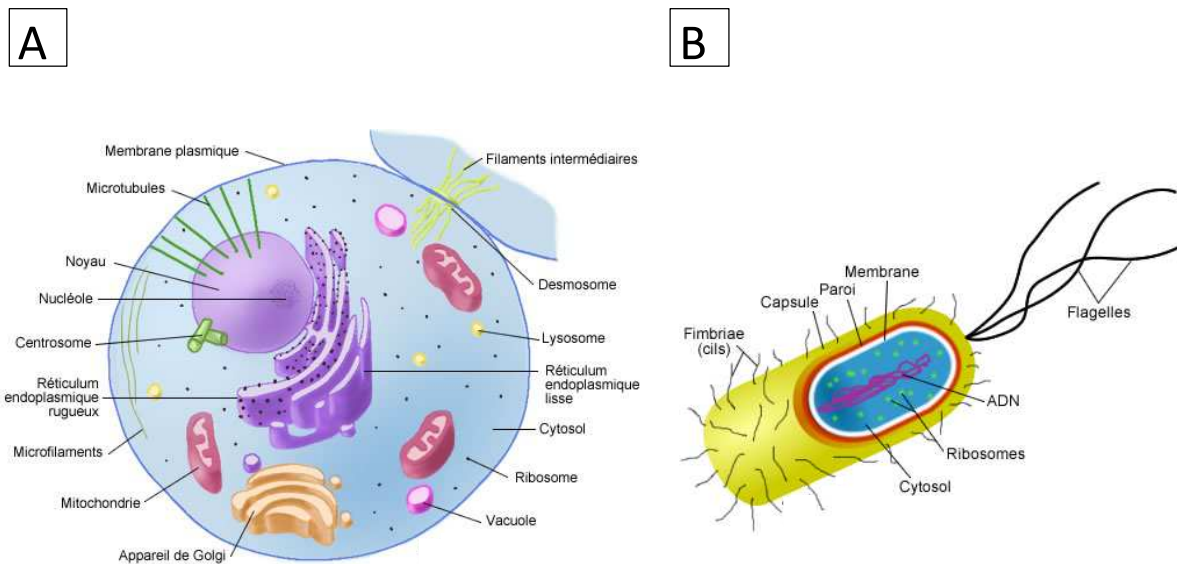 A
B
Membrane plasmique
Microtubules
Noyau
Nucléole
Centrosome
Réticulum
endoplasmique
rugueux
Microfilaments
Mitochondrie
Appareil de Golgi
Filaments intermédiaires
Desmosome
Lysosome
Réticulum
endoplasmique
lisse
Cytosol
Ribosome
Vacuole
Fimbriae
(cils)
Capsule
Paroi
Membrane
Flagelles
ADN
Ribosomes
Cytosol